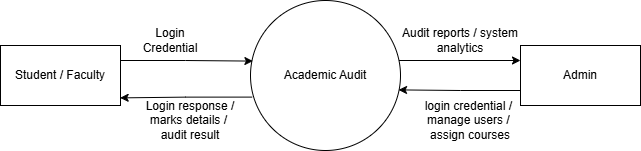 Login
Credential
Audit reports / system
analytics
Student / Faculty
Academic Audit
Admin
Login response /
marks details /
audit result
login credential /
manage users /
assign courses